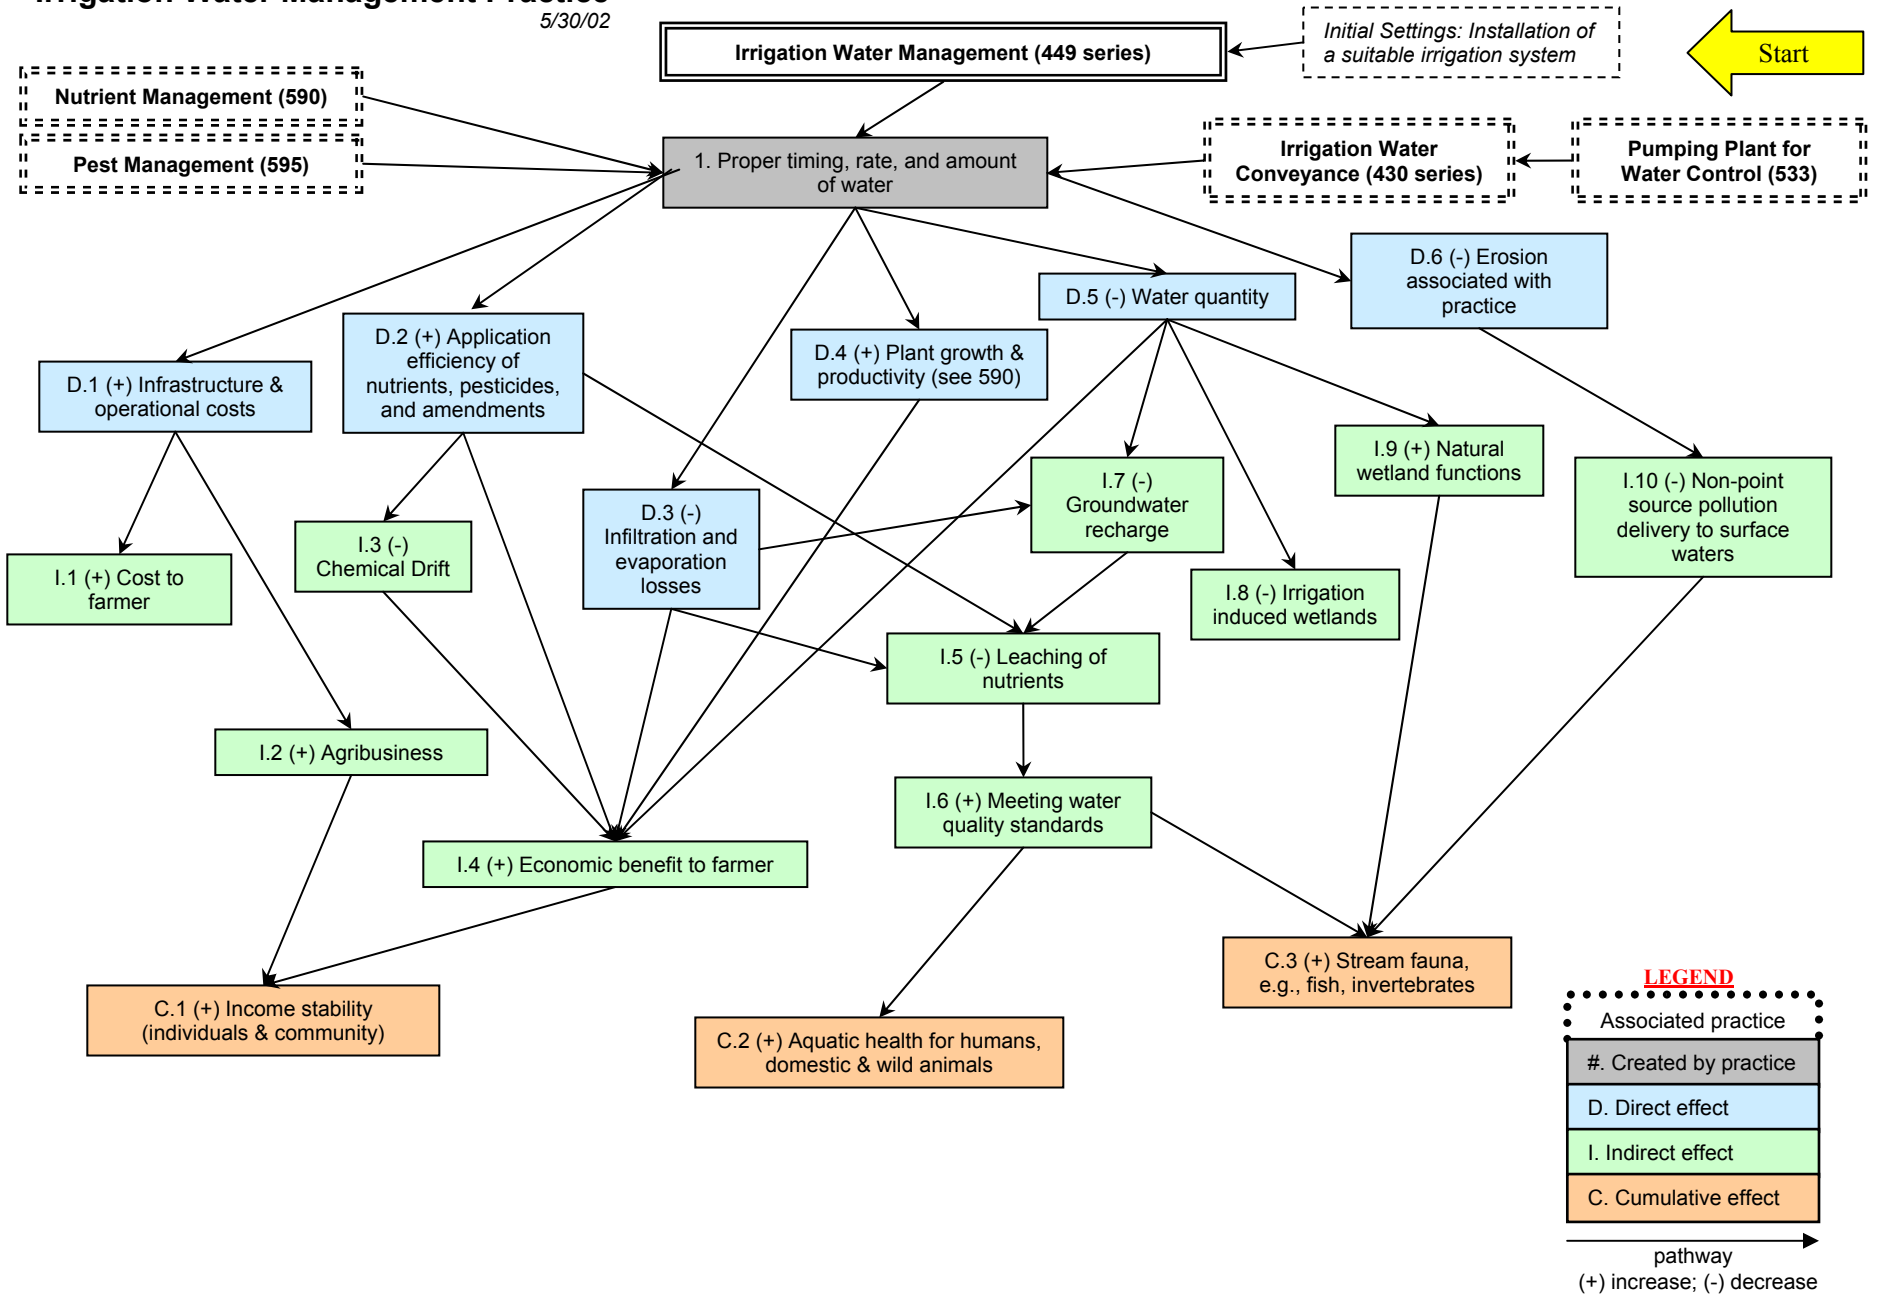 Irrigation Water Management Practice
5/30/02
Irrigation Water Management (449 series)
Initial Settings: Installation of
a suitable irrigation system
Start
Nutrient Management (590)
Pest Management (595)
1. Proper timing, rate, and amount
of water
Irrigation Water
Conveyance (430 series)
Pumping Plant for
Water Control (533)
D.6 (-) Erosion
associated with
practice
D.5 (-) Water quantity
D.2 (+) Application
efficiency of
nutrients, pesticides,
and amendments
D.4 (+) Plant growth &
productivity (see 590)
D.1 (+) Infrastructure &
operational costs
I.9 (+) Natural
wetland functions
I.7 (-)
Groundwater
recharge
I.10 (-) Non-point
source pollution
delivery to surface
waters
D.3 (-)
Infiltration and
evaporation
losses
I.3 (-)
Chemical Drift
I.1 (+) Cost to
farmer
I.8 (-) Irrigation
induced wetlands
I.5 (-) Leaching of
nutrients
I.2 (+) Agribusiness
I.6 (+) Meeting water
quality standards
I.4 (+) Economic benefit to farmer
C.3 (+) Stream fauna,
e.g., fish, invertebrates
C.1 (+) Income stability
(individuals & community)
C.2 (+) Aquatic health for humans,
domestic & wild animals
LEGEND
Associated practice
#. Created by practice
D. Direct effect
I. Indirect effect
C. Cumulative effect
pathway
(+) increase; (-) decrease